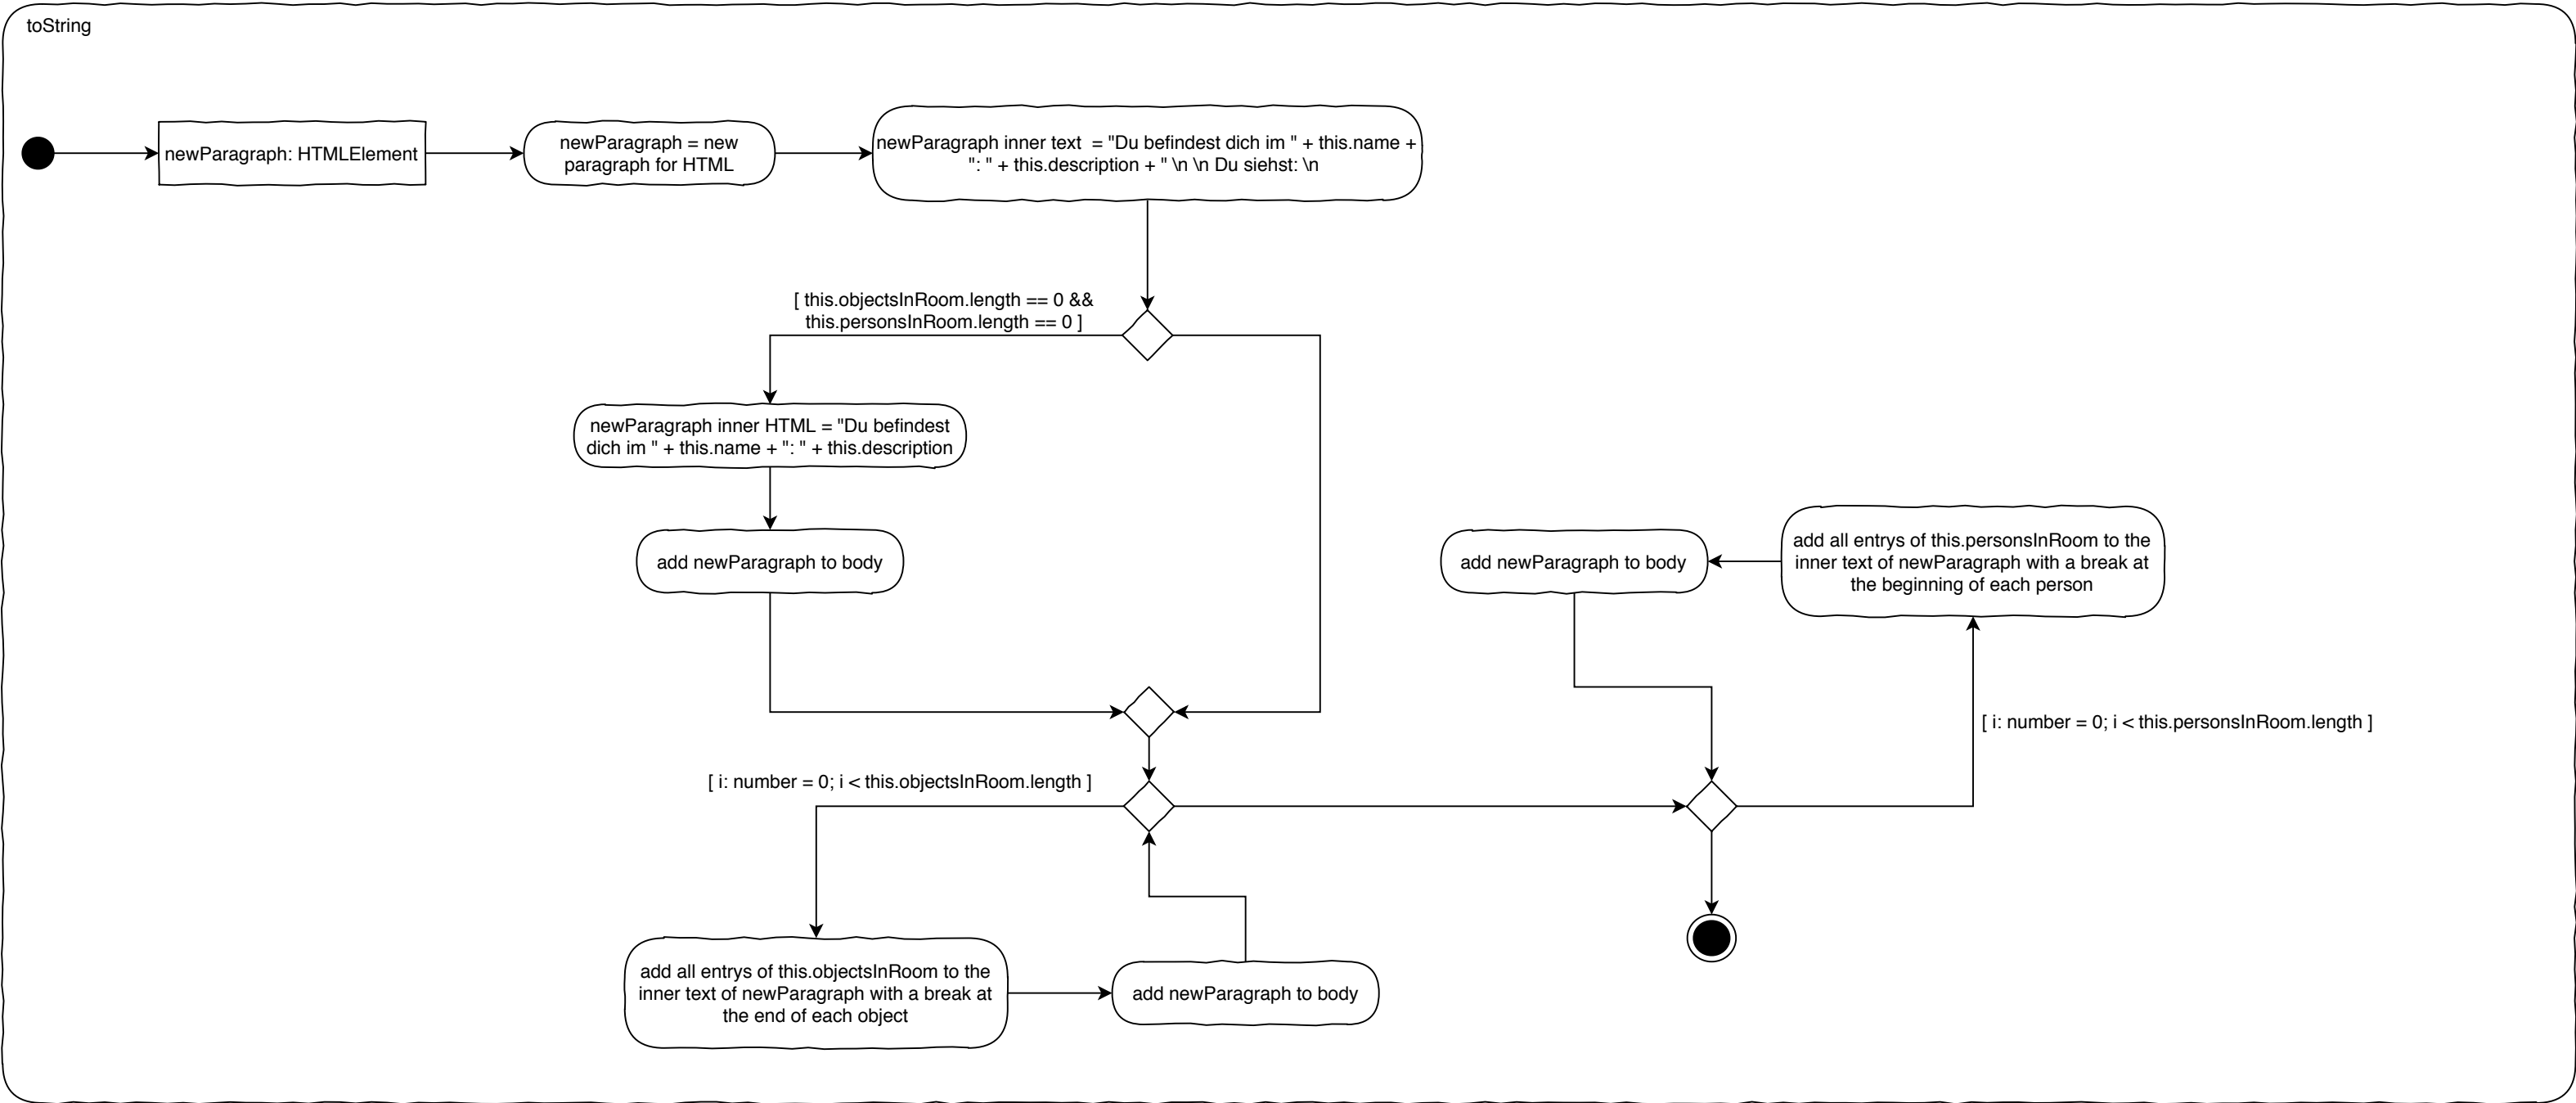 toString
newParagraph: HTMLElement
newParagraph = new
paragraph for HTML
newParagraph inner text  = "Du befindest dich im " + this.name +
": " + this.description + " \n \n Du siehst: \n
[ this.objectsInRoom.length == 0 &&
this.personsInRoom.length == 0 ]
newParagraph inner HTML = "Du befindest
dich im " + this.name + ": " + this.description
add newParagraph to body
add newParagraph to body
add all entrys of this.personsInRoom to the
inner text of newParagraph with a break at
the beginning of each person
[ i: number = 0; i < this.personsInRoom.length ]
[ i: number = 0; i < this.objectsInRoom.length ]
add all entrys of this.objectsInRoom to the
inner text of newParagraph with a break at
the end of each object
add newParagraph to body